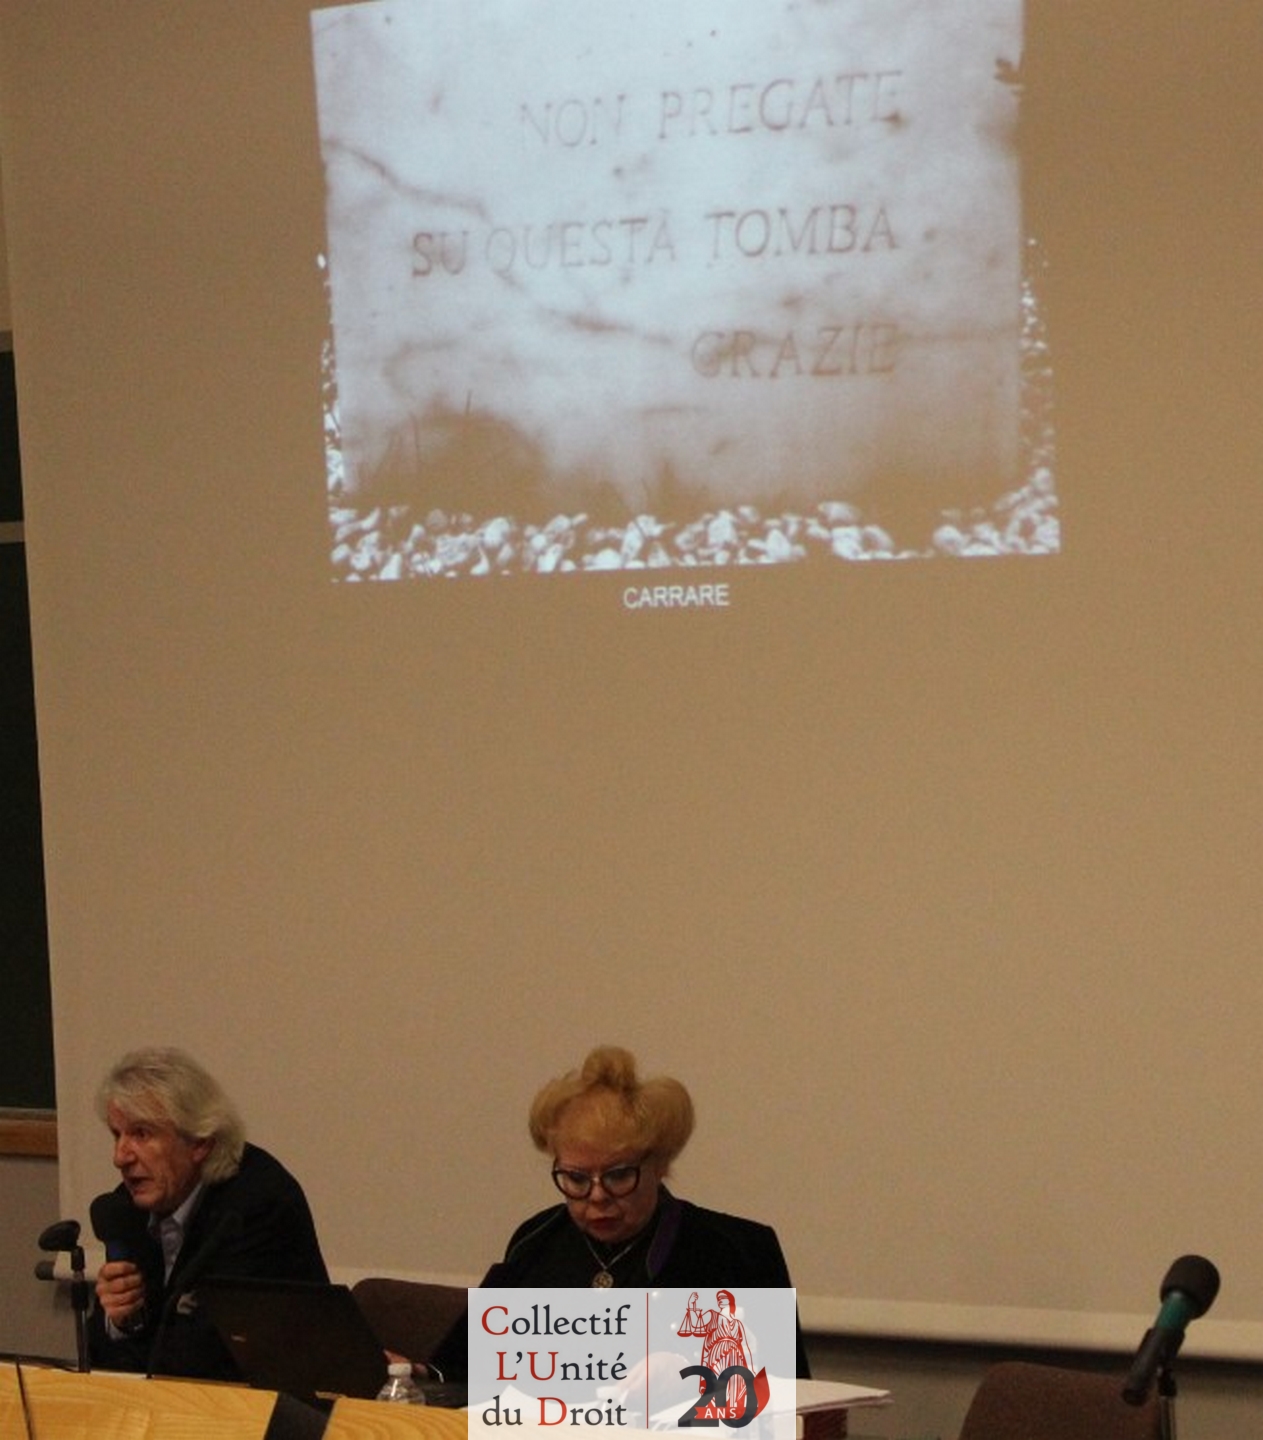 NON PREGATE
SU QUESTA TOMBA
GRAZIE
CARRARE
Collectif
L'Unité
du Droit
20
ANS